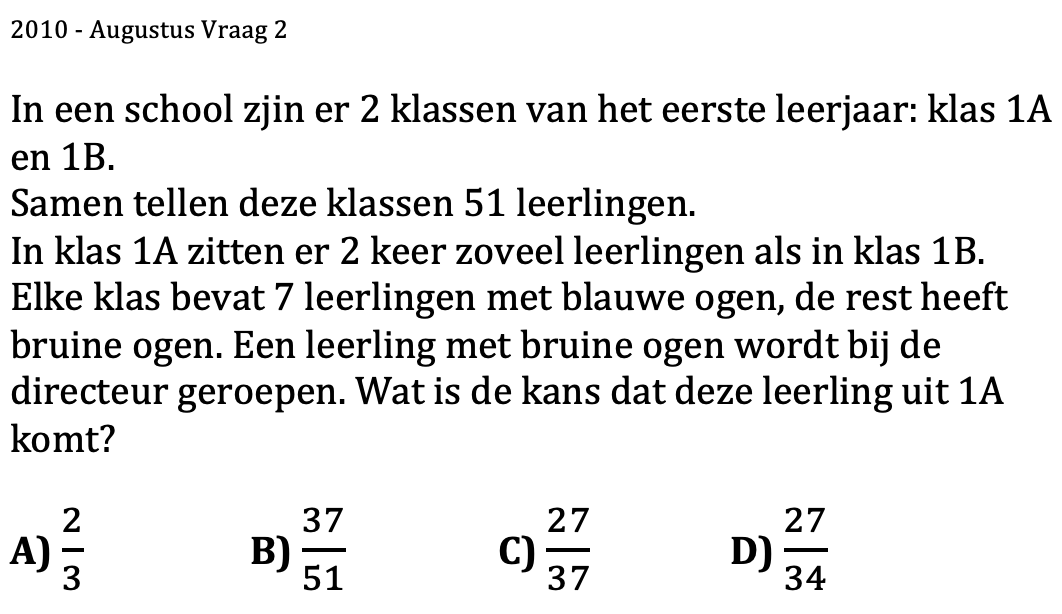 2010 - Augustus Vraag 2
In een school zjin er 2 klassen van het eerste leerjaar: klas 1A
en 1B.
Samen tellen deze klassen 51 leerlingen.
In klas 1A zitten er 2 keer zoveel leerlingen als in klas 1B.
Elke klas bevat 7 leerlingen met blauwe ogen, de rest heeft
bruine ogen. Een leerling met bruine ogen wordt bij de
directeur geroepen. Wat is de kans dat deze leerling uit 1A
komt?
A) 2/3 B) 37/51 C) 27/37 D) 27/34